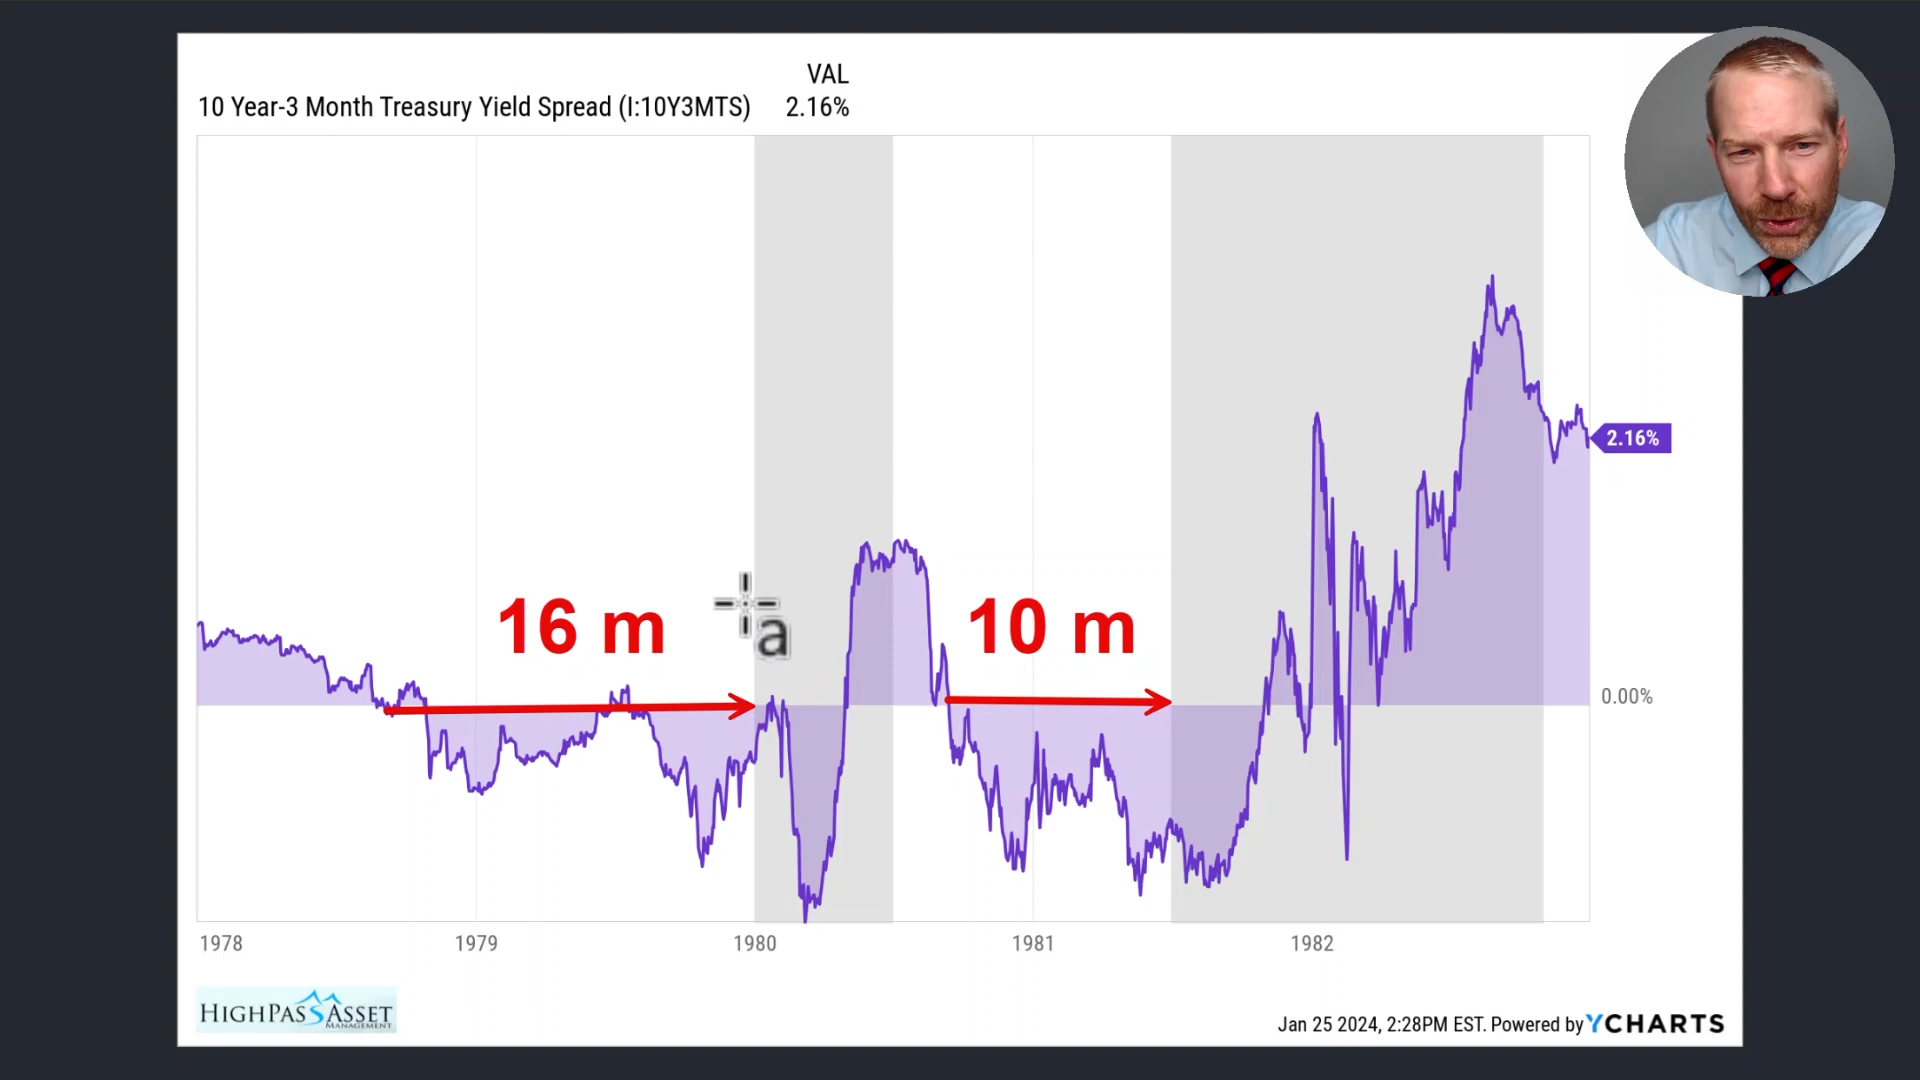 VAL
10 Year-3 Month Treasury Yield Spread (I:10Y3MTS) 2.16%
16 m
a
10 m
2.16%
0.00%
1978 1979 1980 1981 1982
HIGHPASS ASSET
MANAGEMENT
Jan 25 2024, 2:28PM EST. Powered by YCHARTS